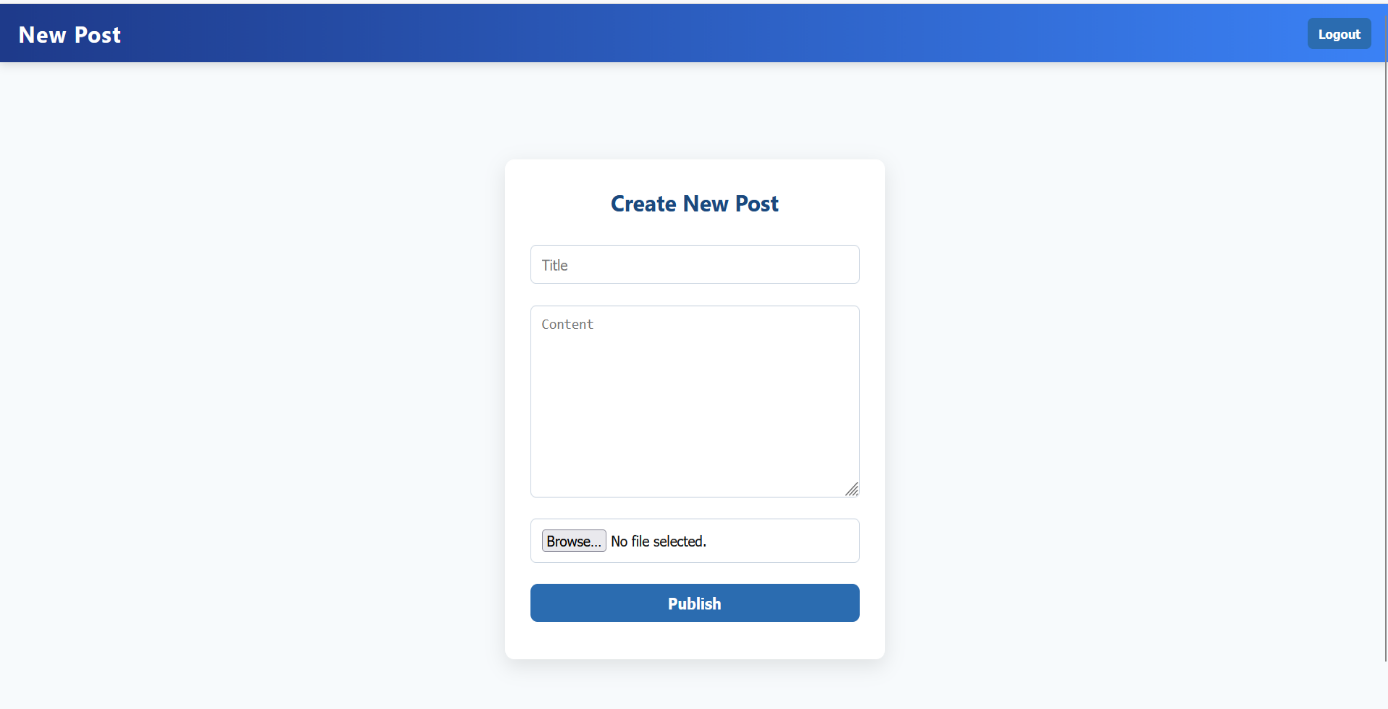 New Post
Logout
Create New Post
Title
Content
Browse... No file selected.
Publish